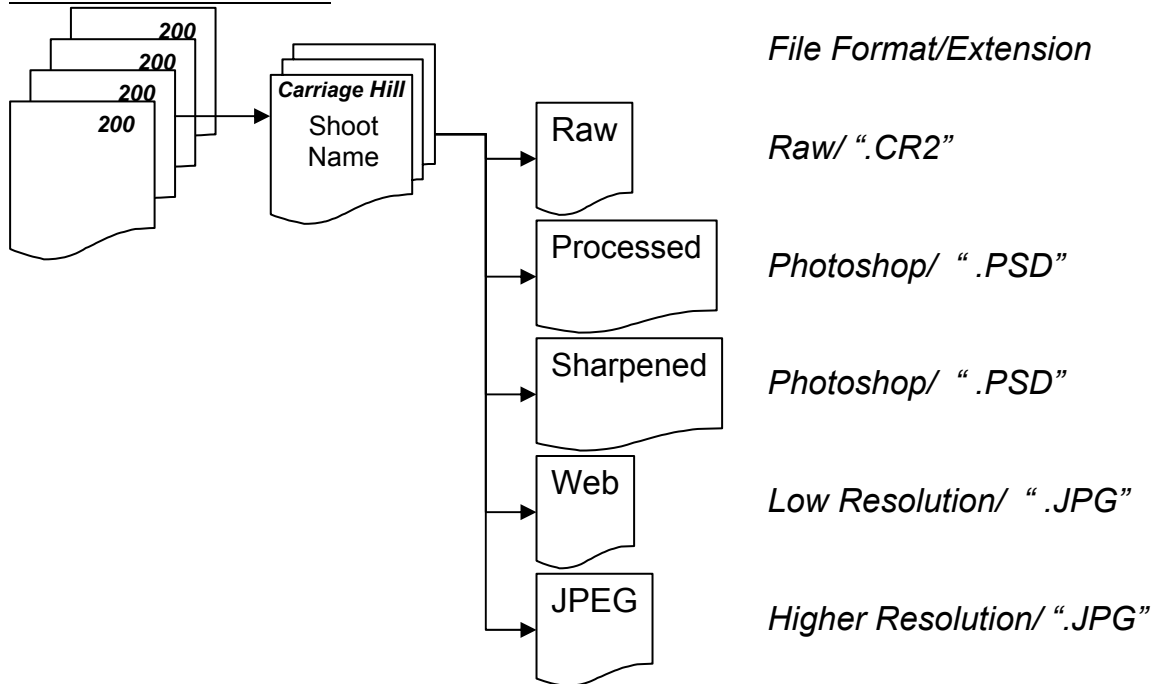 200
200
200
200
Carriage Hill
Shoot
Name
File Format/Extension
Raw
Raw/ “.CR2”
Processed
Photoshop/ “ .PSD”
Sharpened
Photoshop/ “ .PSD”
Web
Low Resolution/ “ .JPG”
JPEG
Higher Resolution/ “.JPG”